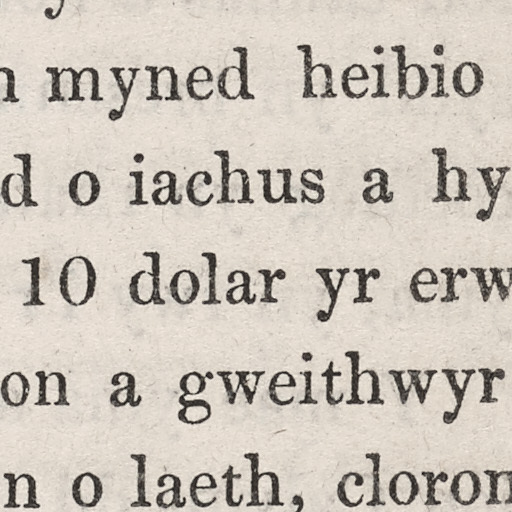 myned heibio
d o iachus a hy
10 dolar yr erw
on a gweithwyr
n o laeth, cloron